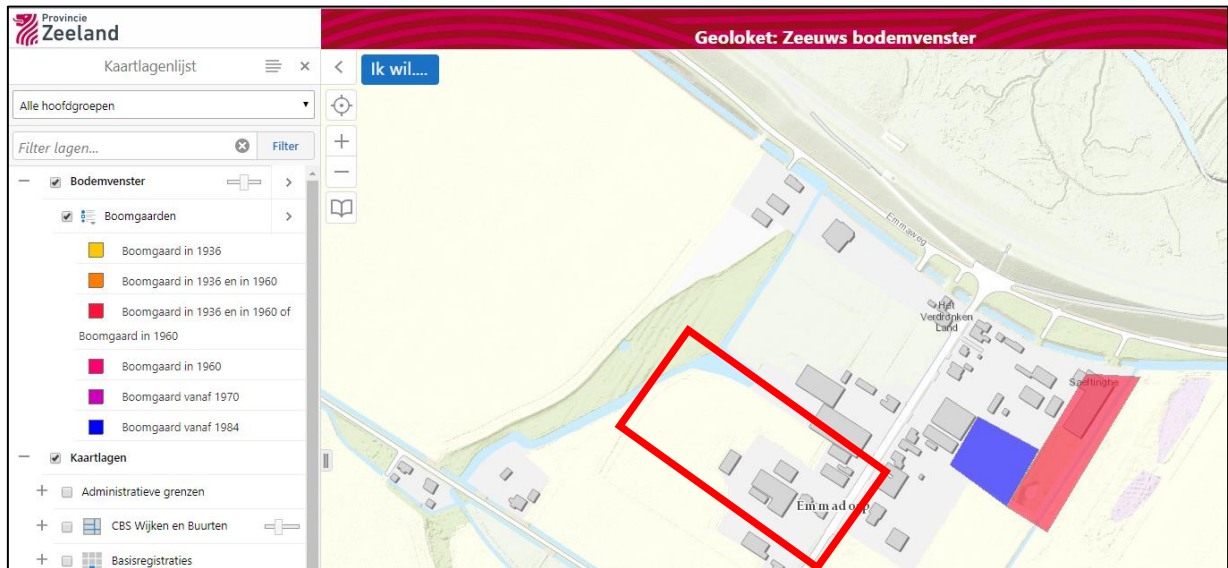 Provincie
Zeeland
Geoloket: Zeeuws bodemvenster
Kaartlagenlijst
Ik wil....
Alle hoofdgroepen
Filter lagen...
Filter
Bodemvenster
Boomgaarden
Boomgaard in 1936
Boomgaard in 1936 en in 1960
Boomgaard in 1936 en in 1960 of
Boomgaard in 1960
Boomgaard in 1960
Boomgaard vanaf 1970
Boomgaard vanaf 1984
Kaartlagen
Administratieve grenzen
CBS Wijken en Buurten
Basisregistraties
Emmaweg
Het
Verdronken
Land
Saeftinghe
Emmadorp